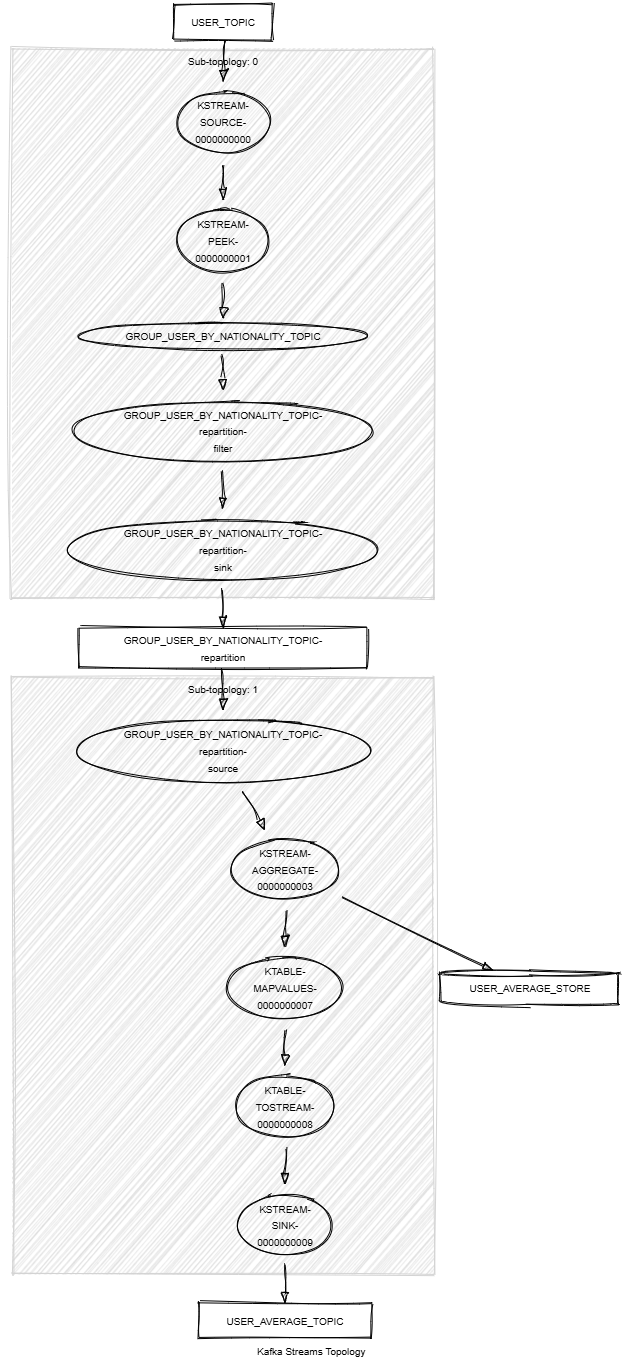 USER_TOPIC
Sub-topology: 0
KSTREAM-
SOURCE-
0000000000
KSTREAM-
PEEK-
0000000001
GROUP_USER_BY_NATIONALITY_TOPIC
GROUP_USER_BY_NATIONALITY_TOPIC-
repartition-
filter
GROUP_USER_BY_NATIONALITY_TOPIC-
repartition-
sink
GROUP_USER_BY_NATIONALITY_TOPIC-
repartition
Sub-topology: 1
GROUP_USER_BY_NATIONALITY_TOPIC-
repartition-
source
KSTREAM-
AGGREGATE-
0000000003
KTABLE-
MAPVALUES-
0000000007
USER_AVERAGE_STORE
KTABLE-
TOSTREAM-
0000000008
KSTREAM-
SINK-
0000000009
USER_AVERAGE_TOPIC
Kafka Streams Topology